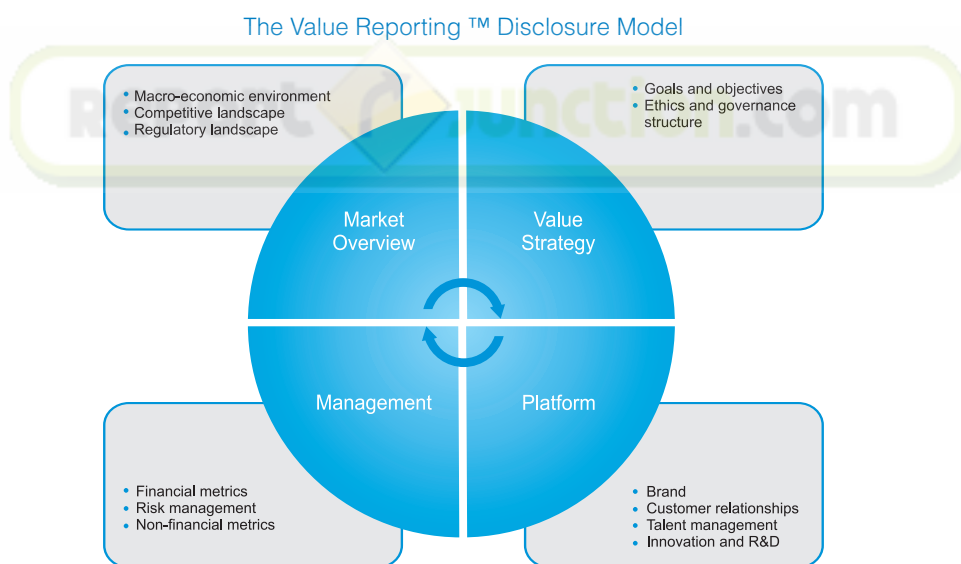 The Value Reporting ™ Disclosure Model
• Macro-economic environment
• Competitive landscape
• Regulatory landscape
• Goals and objectives
• Ethics and governance
structure
Market
Overview
Value
Strategy
Management
Platform
• Financial metrics
• Risk management
• Non-financial metrics
• Brand
• Customer relationships
• Talent management
• Innovation and R&D
Junction.com